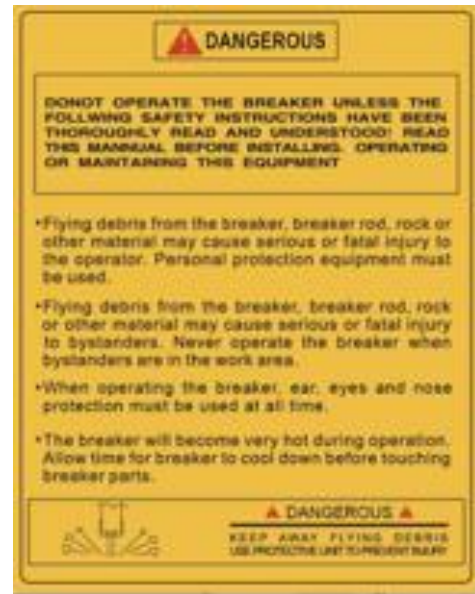 DANGEROUS
DONOT OPERATE THE BREAKER UNLESS THE
FOLLWING SAFETY INSTRUCTIONS HAVE BEEN
THOROUGHLY READ AND UNDERSTOOD! READ
THIS MANNUAL BEFORE INSTALLING. OPERATING
OR MAINTAINING THIS EQUIPMENT
•Flying debris from the breaker, breaker rod, rock or
other material may cause serious or fatal injury to
the operator. Personal protection equipment must
be used.
•Flying debris from the breaker, breaker rod, rock
or other material may cause serious or fatal injury
to bystanders. Never operate the breaker when
bystanders are in the work area.
•When operating the breaker, ear, eyes and nose
protection must be used at all time.
•The breaker will become very hot during operation.
Allow time for breaker to cool down before touching
breaker parts.
DANGEROUS
KEEP AWAY FLYING DEBRIS
USE PROTECTIVE UNIT TO PREVENT INJURY